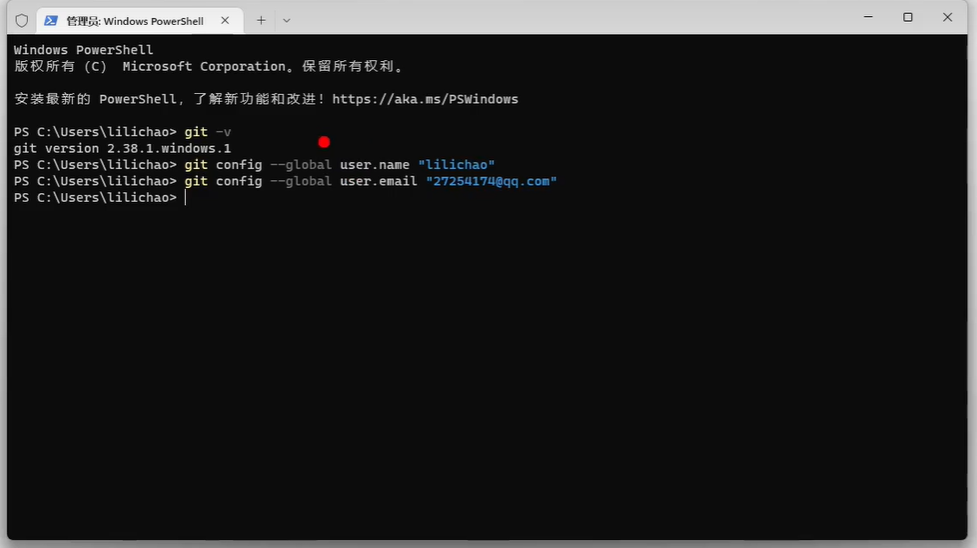 管理员: Windows PowerShell
Windows PowerShell
版权所有 (C) Microsoft Corporation。保留所有权利。
安装最新的 PowerShell，了解新功能和改进！https://aka.ms/PSWindows
PS C:\Users\lilichao> git -v
git version 2.38.1.windows.1
PS C:\Users\lilichao> git config --global user.name "lilichao"
PS C:\Users\lilichao> git config --global user.email "27254174@qq.com"
PS C:\Users\lilichao>